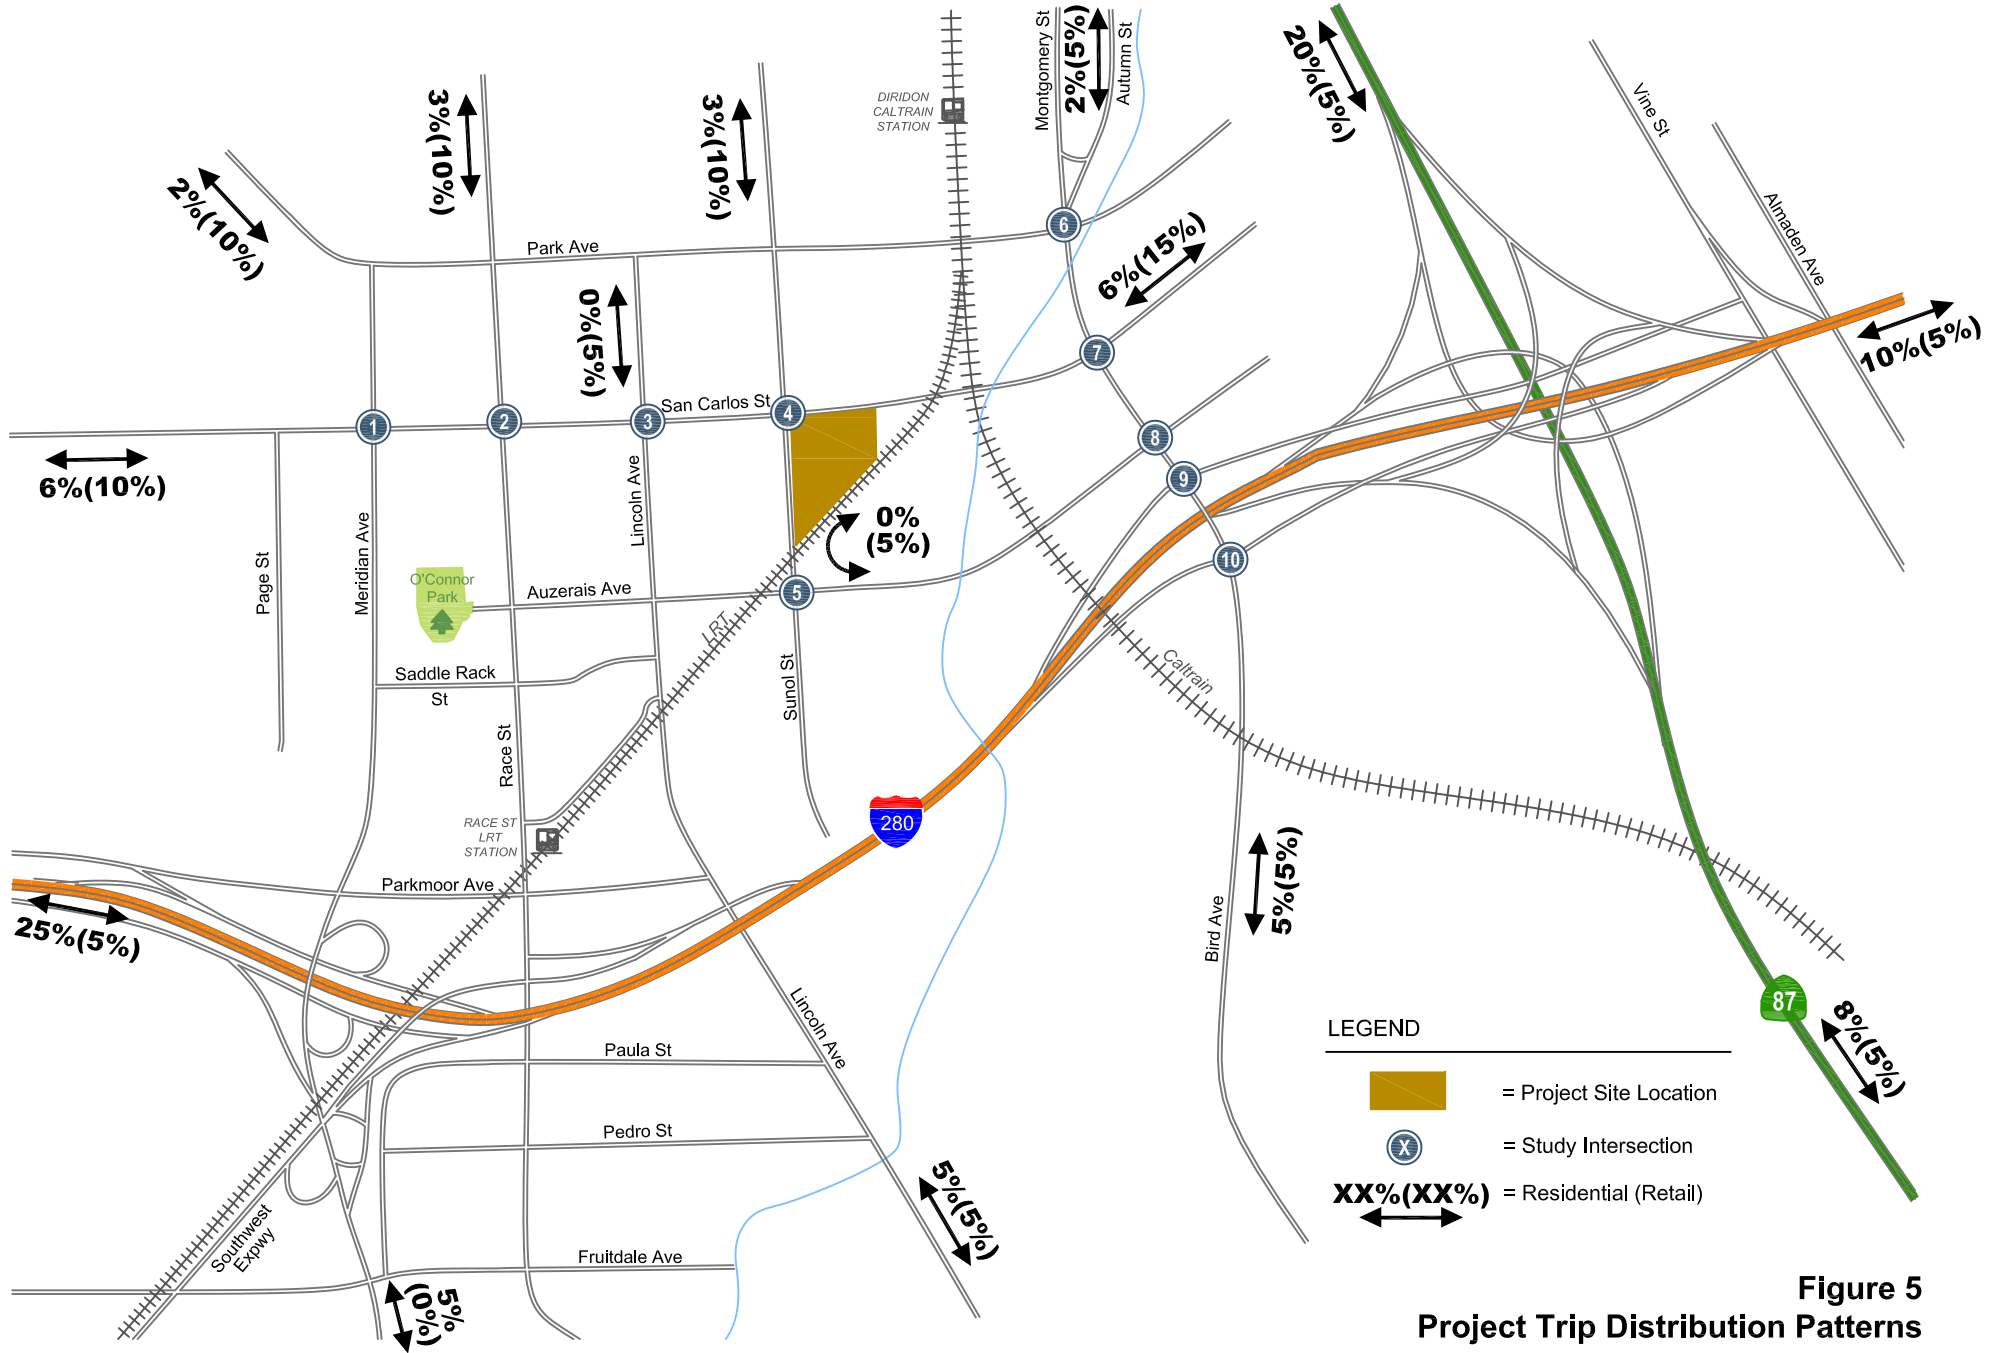 Montgomery St
2%(5%)
Autumn St
20%(5%)
Vine St
3%(10%)
3%(10%)
DIRIDON
CALTRAIN
STATION
2%(10%)
Park Ave
6
6%(15%)
Almaden Ave
0%(5%)
7
10%(5%)
San Carlos St
1
2
3
4
8
9
6%(10%)
Lincoln Ave
0%
(5%)
10
Page St
Meridian Ave
O'Connor
Park
Auzerais Ave
5
LRT
Saddle Rack
St
Sunol St
Caltrain
Race St
RACE ST
LRT
STATION
280
Parkmoor Ave
25%(5%)
5%(5%)
Bird Ave
Lincoln Ave
87
8%(5%)
Paula St
Pedro St
5%(5%)
Southwest
Expwy
Fruitdale Ave
5%
(0%)
LEGEND
= Project Site Location
X
= Study Intersection
XX%(XX%)
= Residential (Retail)
Figure 5
Project Trip Distribution Patterns